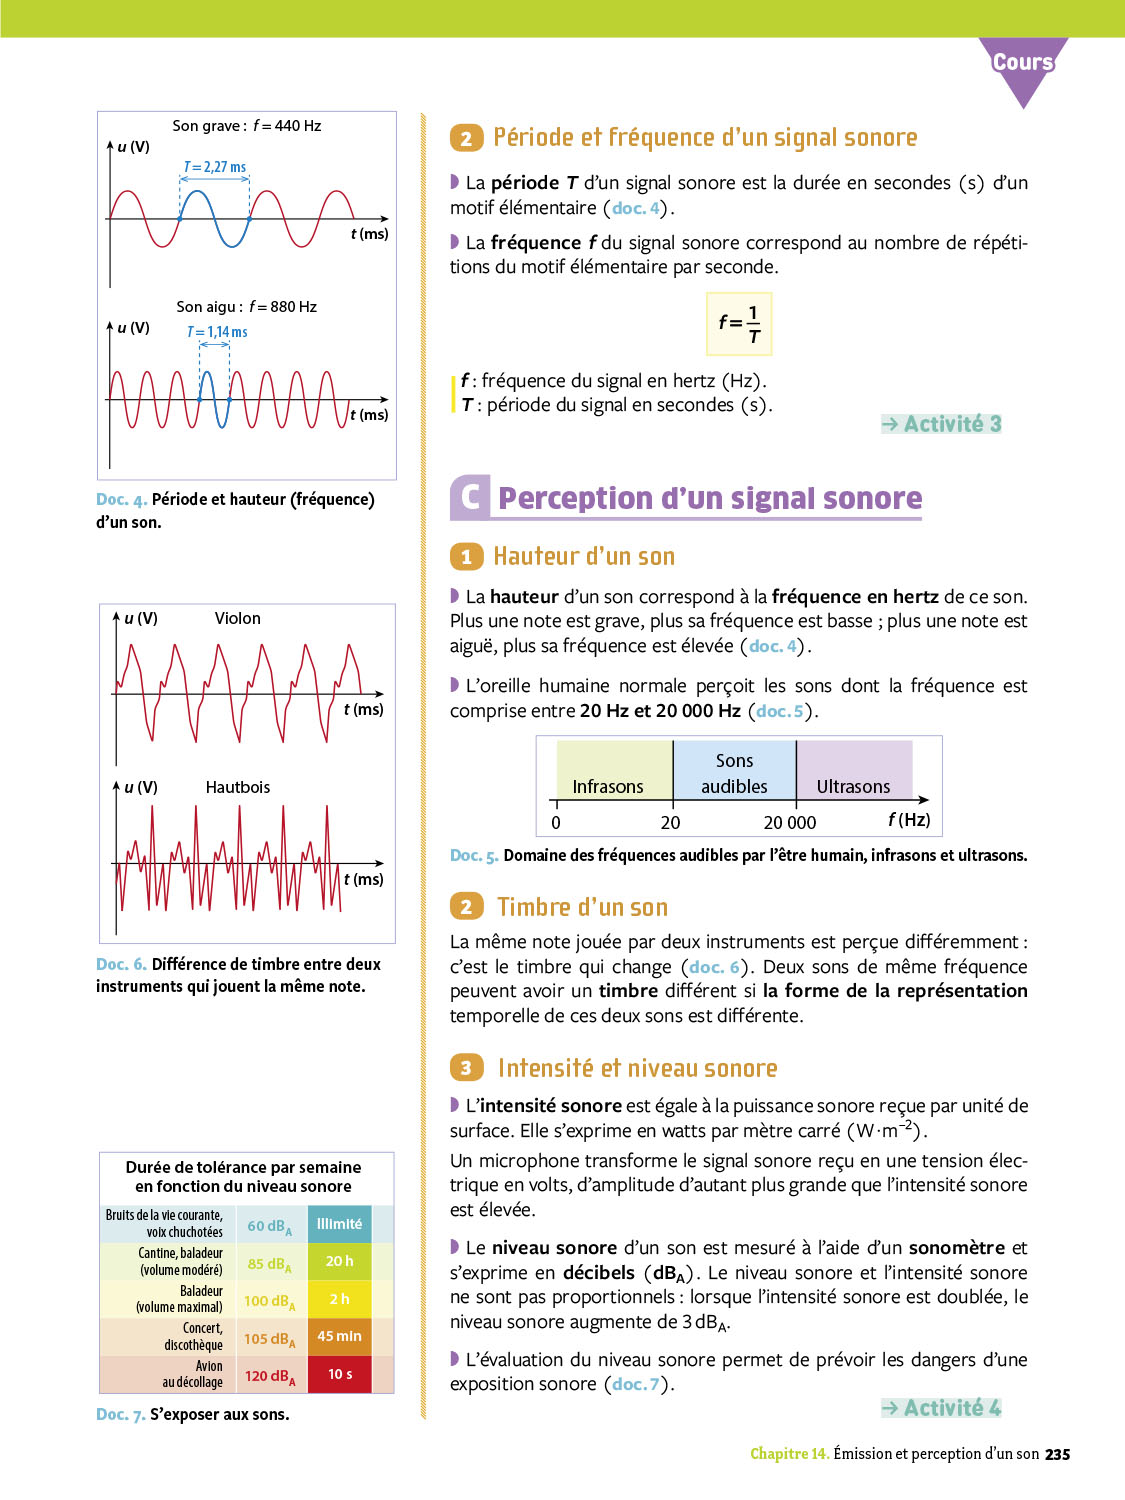 Cours
Son grave : f = 440 Hz
u (V)
T = 2,27 ms
t (ms)
Son aigu : f = 880 Hz
u (V)
T = 1,14 ms
t (ms)
Doc. 4. Période et hauteur (fréquence)
d'un son.
u (V)
Violon
t (ms)
u (V)
Hautbois
t (ms)
Doc. 6. Différence de timbre entre deux
instruments qui jouent la même note.
Durée de tolérance par semaine
en fonction du niveau sonore
Bruits de la vie courante,
voix chuchotées
60 dBA
Illimité
Cantine, baladeur
(volume modéré)
85 dBA
20 h
Baladeur
(volume maximal)
100 dBA
2 h
Concert,
discothèque
105 dBA
45 min
Avion
au décollage
120 dBA
10 s
Doc. 7. S'exposer aux sons.
2 Période et fréquence d'un signal sonore
La période T d'un signal sonore est la durée en secondes (s) d'un
motif élémentaire (doc. 4).
La fréquence f du signal sonore correspond au nombre de répéti-
tions du motif élémentaire par seconde.
f = 1/T
f : fréquence du signal en hertz (Hz).
T : période du signal en secondes (s).
→ Activité 3
C Perception d'un signal sonore
1 Hauteur d'un son
La hauteur d'un son correspond à la fréquence en hertz de ce son.
Plus une note est grave, plus sa fréquence est basse ; plus une note est
aiguë, plus sa fréquence est élevée (doc. 4).
L'oreille humaine normale perçoit les sons dont la fréquence est
comprise entre 20 Hz et 20 000 Hz (doc. 5).
Infrasons
Sons
audibles
Ultrasons
0
20
20 000
f (Hz)
Doc. 5. Domaine des fréquences audibles par l'être humain, infrasons et ultrasons.
2 Timbre d'un son
La même note jouée par deux instruments est perçue différemment :
c'est le timbre qui change (doc. 6). Deux sons de même fréquence
peuvent avoir un timbre différent si la forme de la représentation
temporelle de ces deux sons est différente.
3 Intensité et niveau sonore
L'intensité sonore est égale à la puissance sonore reçue par unité de
surface. Elle s'exprime en watts par mètre carré (W·m⁻²).
Un microphone transforme le signal sonore reçu en une tension élec-
trique en volts, d'amplitude d'autant plus grande que l'intensité sonore
est élevée.
Le niveau sonore d'un son est mesuré à l'aide d'un sonomètre et
s'exprime en décibels (dBA). Le niveau sonore et l'intensité sonore
ne sont pas proportionnels : lorsque l'intensité sonore est doublée, le
niveau sonore augmente de 3 dBA.
L'évaluation du niveau sonore permet de prévoir les dangers d'une
exposition sonore (doc. 7).
→ Activité 4
Chapitre 14. Émission et perception d'un son 235